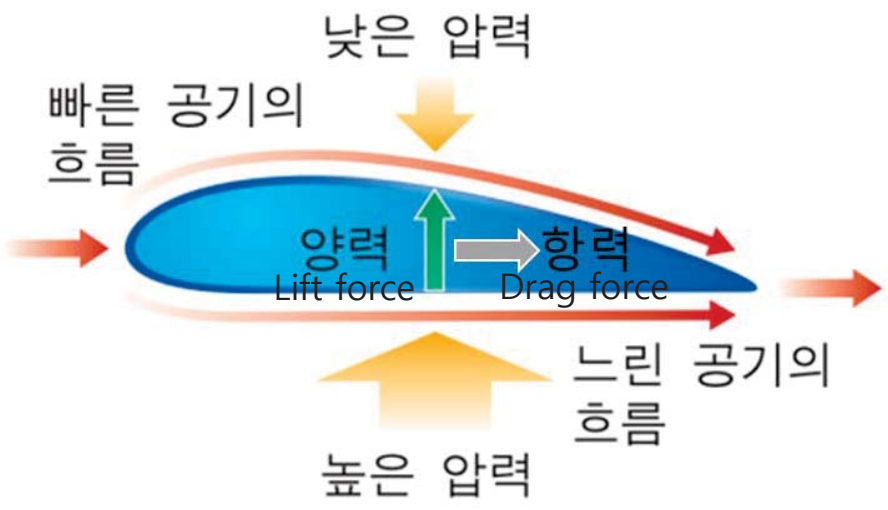 낮은 압력
빠른 공기의
흐름
양력
항력
Lift force
Drag force
느린 공기의
흐름
높은 압력